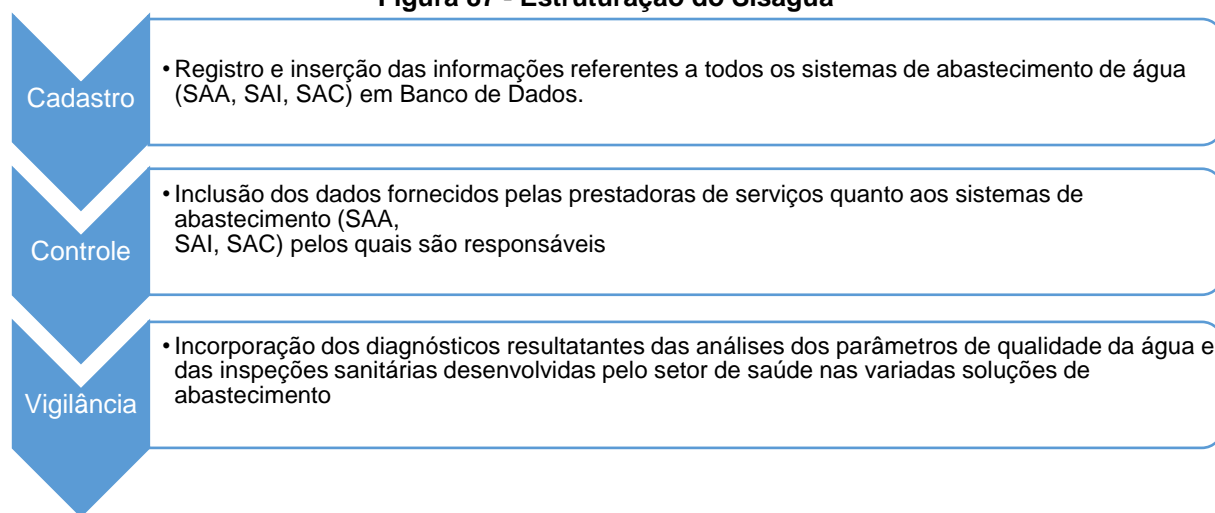 Figura 67 - Estruturação do Sisagua
Cadastro
• Registro e inserção das informações referentes a todos os sistemas de abastecimento de água
(SAA, SAI, SAC) em Banco de Dados.
Controle
• Inclusão dos dados fornecidos pelas prestadoras de serviços quanto aos sistemas de
abastecimento (SAA,
SAI, SAC) pelos quais são responsáveis
Vigilância
• Incorporação dos diagnósticos resultatantes das análises dos parâmetros de qualidade da água e
das inspeções sanitárias desenvolvidas pelo setor de saúde nas variadas soluções de
abastecimento